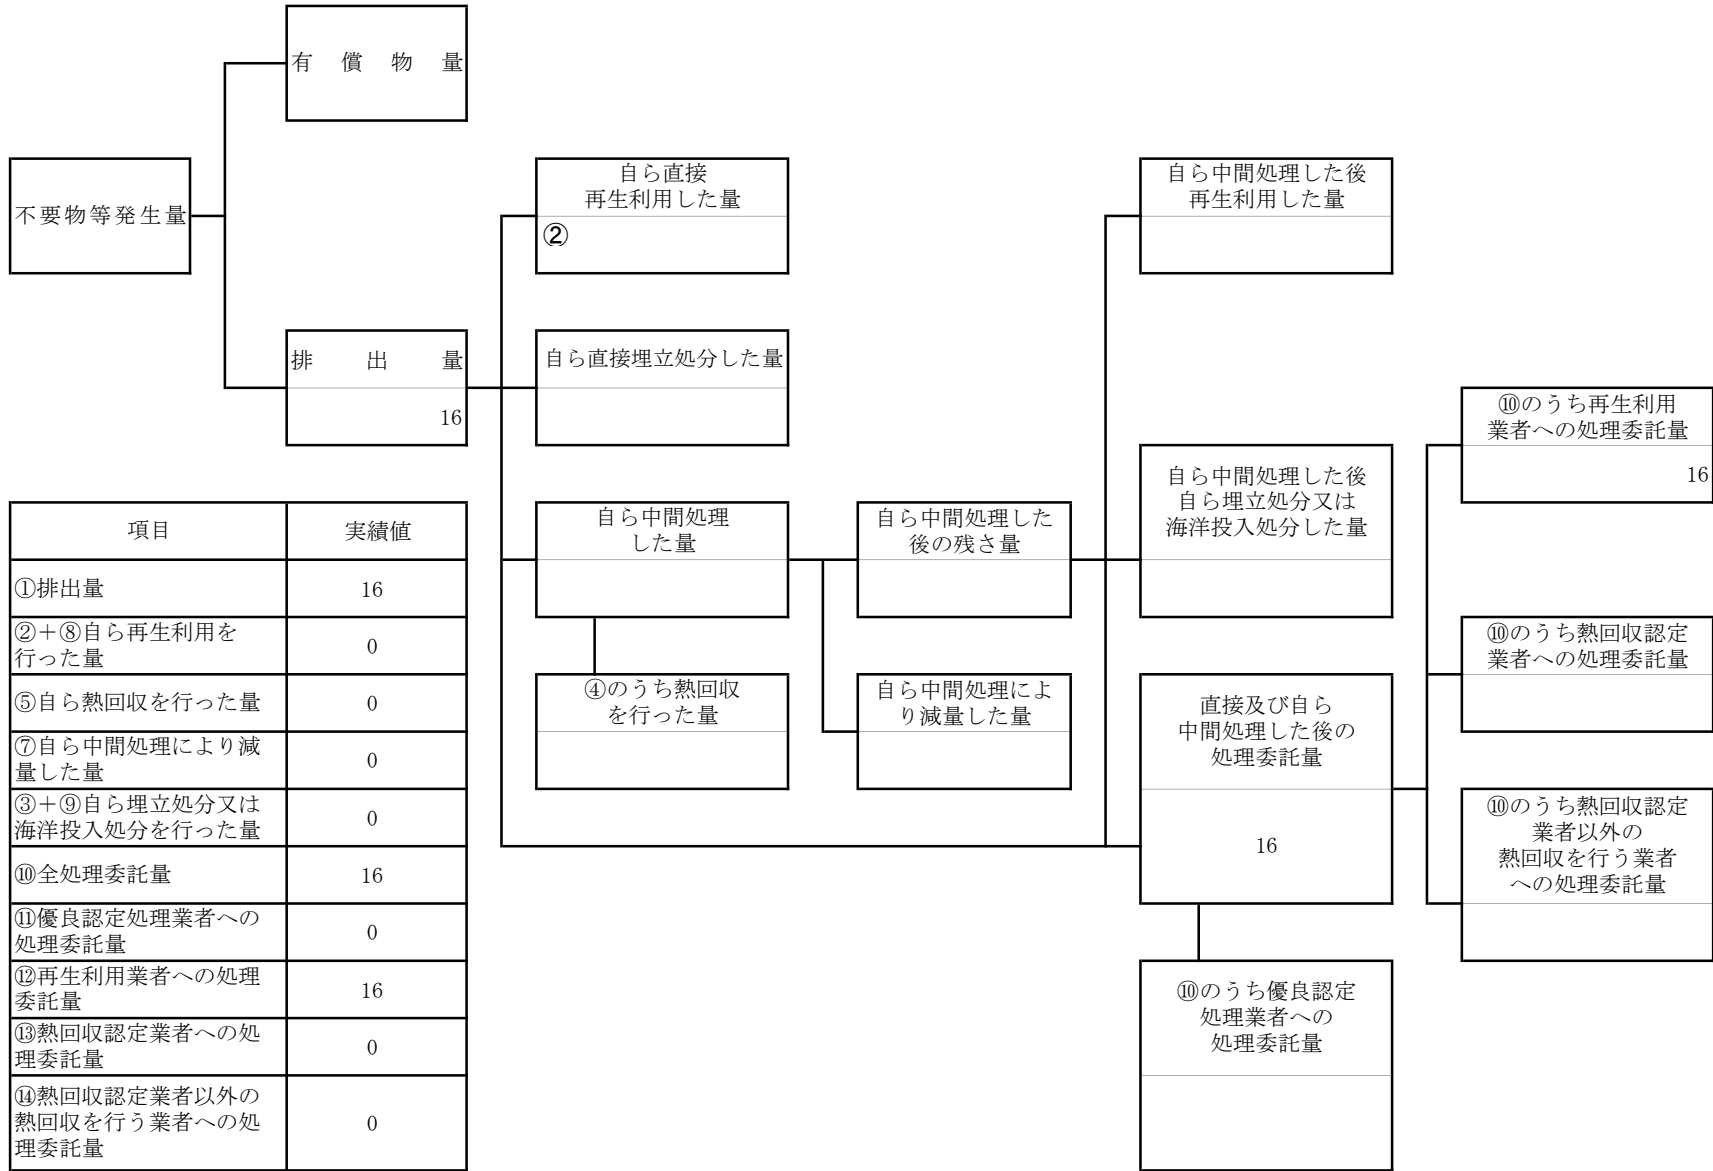 有償物量
不要物等発生量
自ら直接
再生利用した量
②
自ら中間処理した後
再生利用した量
排出量
16
自ら直接埋立処分した量
⑩のうち再生利用
業者への処理委託量
16
自ら中間処理
した量
自ら中間処理した
後の残さ量
自ら中間処理した後
自ら埋立処分又は
海洋投入処分した量
⑩のうち熱回収認定
業者への処理委託量
④のうち熱回収
を行った量
自ら中間処理によ
り減量した量
直接及び自ら
中間処理した後の
処理委託量
16
⑩のうち熱回収認定
業者以外の
熱回収を行う業者
への処理委託量
⑩のうち優良認定
処理業者への
処理委託量
項目 実績値
①排出量 16
②+⑧自ら再生利用を
行った量 0
⑤自ら熱回収を行った量 0
⑦自ら中間処理により減
量した量 0
③+⑨自ら埋立処分又は
海洋投入処分を行った量 0
⑩全処理委託量 16
⑪優良認定処理業者への
処理委託量 0
⑫再生利用業者への処理
委託量 16
⑬熱回収認定業者への処
理委託量 0
⑭熱回収認定業者以外の
熱回収を行う業者への処
理委託量 0